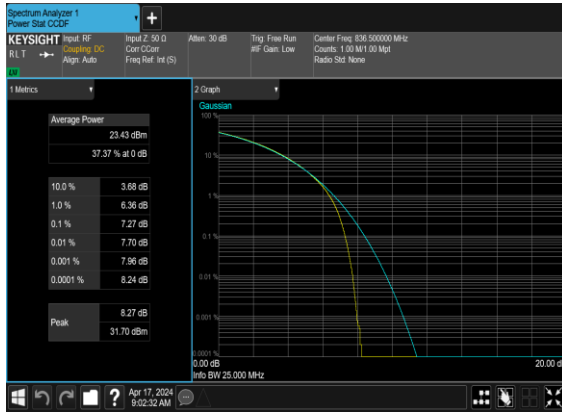 Spectrum Analyzer 1
Power Stat CCDF
+
KEYSIGHT
RLT
LU
Input: RF
Coupling: DC
Align: Auto
Input Z: 50 Ω
Corr CCorr
Freq Ref: Int (S)
Atten: 30 dB
Trig: Free Run
#IF Gain: Low
Center Freq: 836.500000 MHz
Counts: 1.00 M/1.00 Mpt
Radio Std: None
1 Metrics
Average Power
23.43 dBm
37.37 % at 0 dB
10.0 % 3.68 dB
1.0 % 6.36 dB
0.1 % 7.27 dB
0.01 % 7.70 dB
0.001 % 7.96 dB
0.0001 % 8.24 dB
Peak 8.27 dB
31.70 dBm
2 Graph
Gaussian
100 %
10 %
1 %
0.1 %
0.01 %
0.001 %
0.0001 %
0.00 dB 20.00 dB
Info BW 25.000 MHz
?
Apr 17, 2024
9:02:32 AM